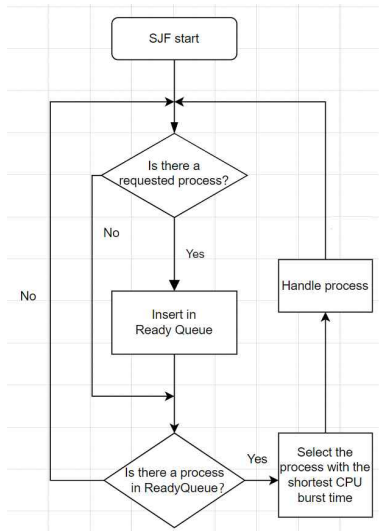 SJF start
Is there a
requested process?
No
Yes
No
Insert in
Ready Queue
Handle process
Is there a process
in ReadyQueue?
Yes
Select the
process with the
shortest CPU
burst time